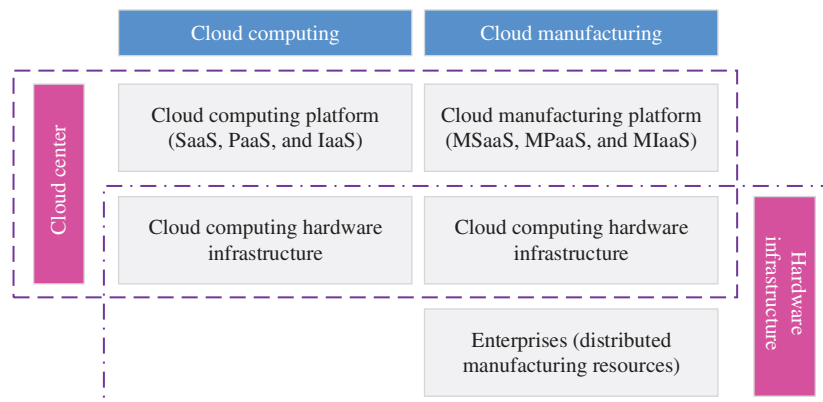 Cloud computing
Cloud manufacturing
Cloud center
Cloud computing platform
(SaaS, PaaS, and IaaS)
Cloud manufacturing platform
(MSaaS, MPaaS, and MIaaS)
Cloud computing hardware
infrastructure
Cloud computing hardware
infrastructure
Hardware
infrastructure
Enterprises (distributed
manufacturing resources)